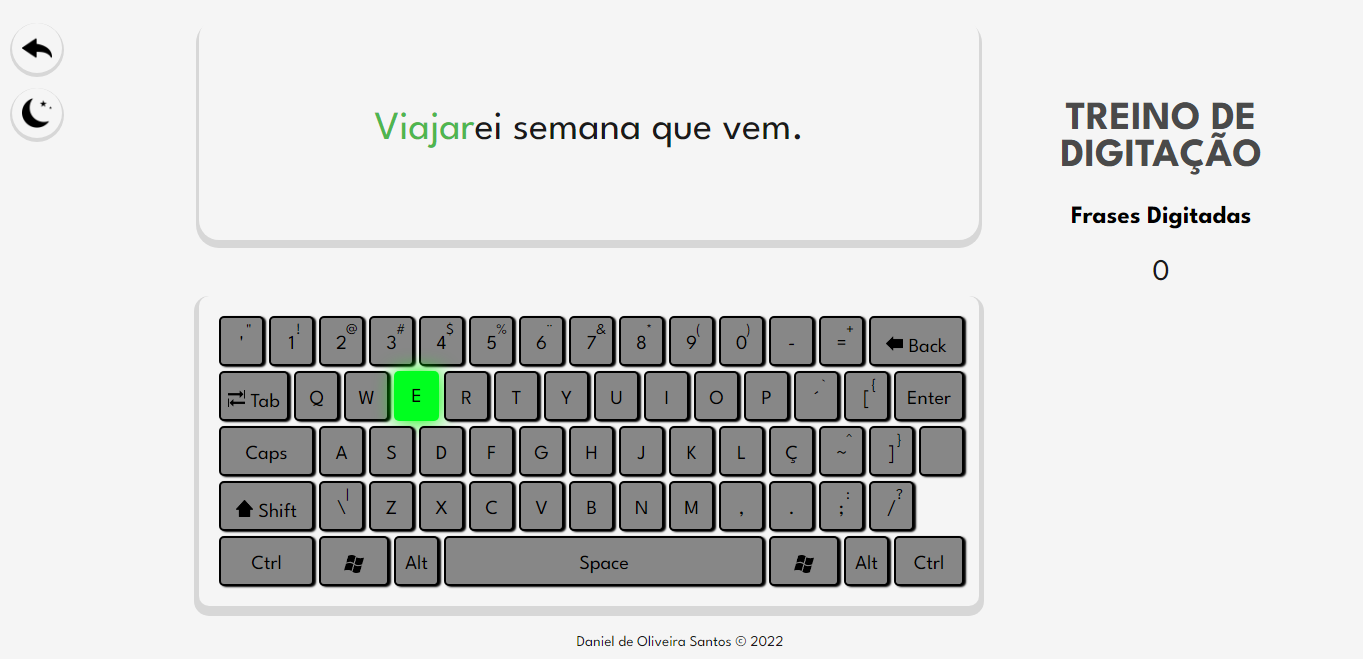 Viajarei semana que vem.
TREINO DE
DIGITAÇÃO
Frases Digitadas
0
' " 1 ! 2 @ 3 # 4 $ 5 % 6 ¨ 7 & 8 * 9 ( 0 ) - = + Back
Tab Q W E R T Y U I O P ´ ` [ { Enter
Caps A S D F G H J K L Ç ~ ^ ] }
Shift \ | Z X C V B N M , . ; : / ?
Ctrl Alt Space Alt Ctrl
Daniel de Oliveira Santos © 2022